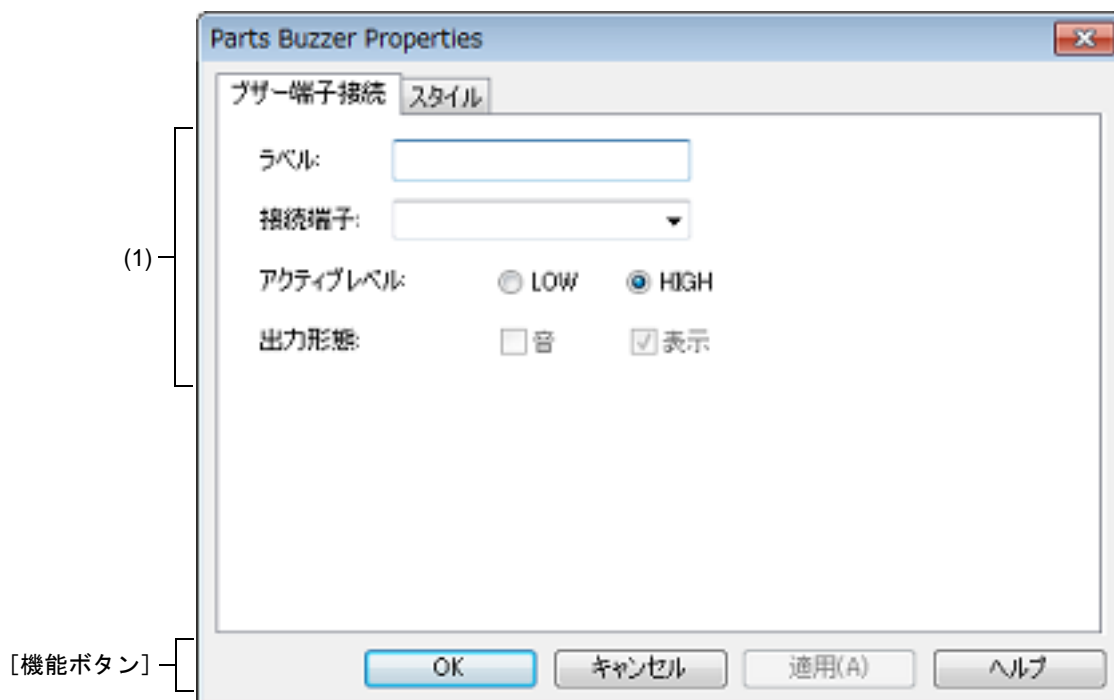 Parts Buzzer Properties
ブザー端子接続 スタイル
ラベル:
接続端子:
(1)
アクティブレベル: LOW HIGH
出力形態: 音 表示
[機能ボタン]
OK キャンセル 適用(A) ヘルプ